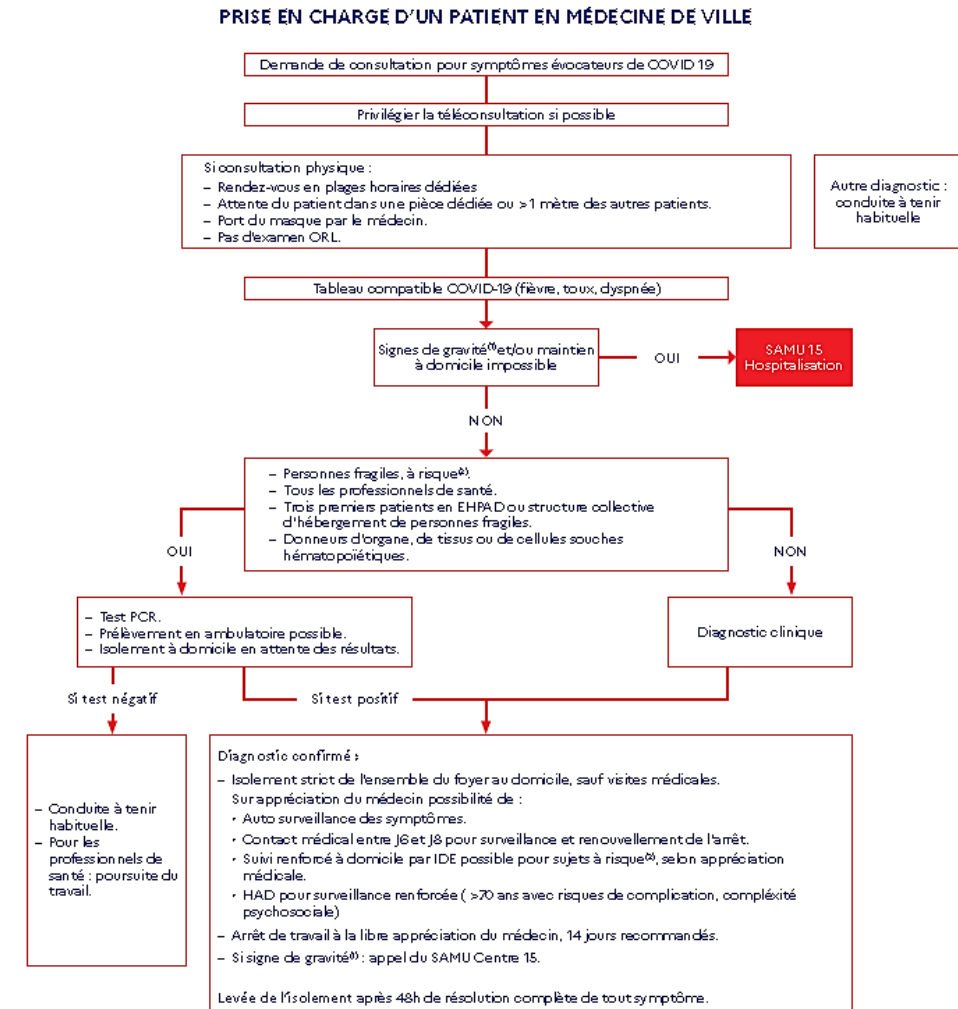 PRISE EN CHARGE D'UN PATIENT EN MÉDECINE DE VILLE
Demande de consultation pour symptômes évocateurs de COVID 19
Privilégier la téléconsultation si possible
Si consultation physique :
– Rendez-vous en plages horaires dédiées
– Attente du patient dans une pièce dédiée ou >1 mètre des autres patients.
– Port du masque par le médecin.
– Pas d'examen ORL.
Autre diagnostic :
conduite à tenir
habituelle
Tableau compatible COVID-19 (fièvre, toux, dyspnée)
Signes de gravité(1) et/ou maintien
à domicile impossible
OUI
SAMU 15
Hospitalisation
NON
– Personnes fragiles, à risque(2).
– Tous les professionnels de santé.
– Trois premiers patients en EHPAD ou structure collective
d'hébergement de personnes fragiles.
– Donneurs d'organe, de tissus ou de cellules souches
hématopoïétiques.
OUI
NON
– Test PCR.
– Prélèvement en ambulatoire possible.
– Isolement à domicile en attente des résultats.
Diagnostic clinique
Si test négatif
Si test positif
– Conduite à tenir
habituelle.
– Pour les
professionnels de
santé : poursuite du
travail.
Diagnostic confirmé :
– Isolement strict de l'ensemble du foyer au domicile, sauf visites médicales.
Sur appréciation du médecin possibilité de :
• Auto surveillance des symptômes.
• Contact médical entre J6 et J8 pour surveillance et renouvellement de l'arrêt.
• Suivi renforcé à domicile par IDE possible pour sujets à risque(2), selon appréciation
médicale.
• HAD pour surveillance renforcée ( >70 ans avec risques de complication, compléxité
psychosociale)
– Arrêt de travail à la libre appréciation du médecin, 14 jours recommandés.
– Si signe de gravité(1) : appel du SAMU Centre 15.
Levée de l'isolement après 48h de résolution complète de tout symptôme.